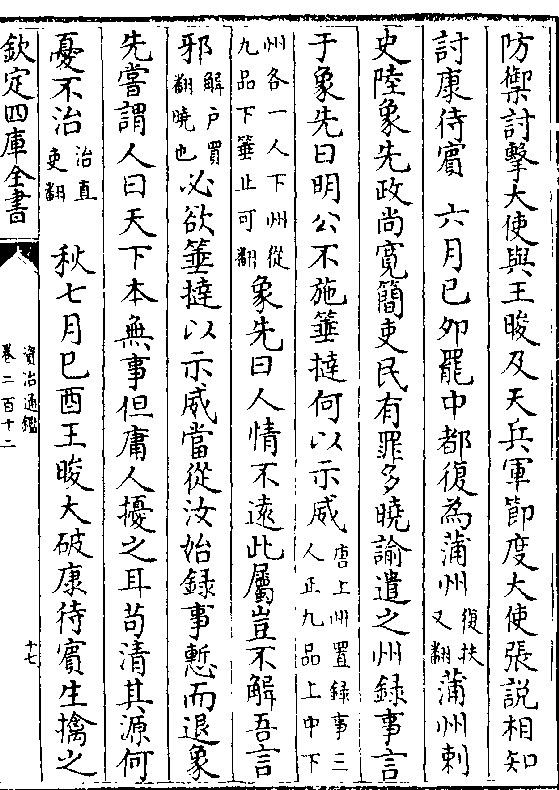 防禦討擊大使與王晙及天兵軍節度大使張說相知
討康待賔　六月己夘罷中都復為蒲州復扶又翻蒲州刺
史陸象先政尚寛簡吏民有罪多曉諭遣之州録事言
于象先曰明公不施箠撻何以示威唐上州置録事三人正九品上中下
州各一人下州從九品下箠止可翻象先曰人情不遠此屬豈不解吾言
邪解户買翻曉也必欲箠撻以示威當從汝始録事慙而退象
先嘗謂人曰天下本無事但庸人擾之耳苟清其源何
憂不治治直吏翻　秋七月己酉王晙大破康待賔生擒之
欽定四庫全書
資治通鑑
卷二百十二
十七